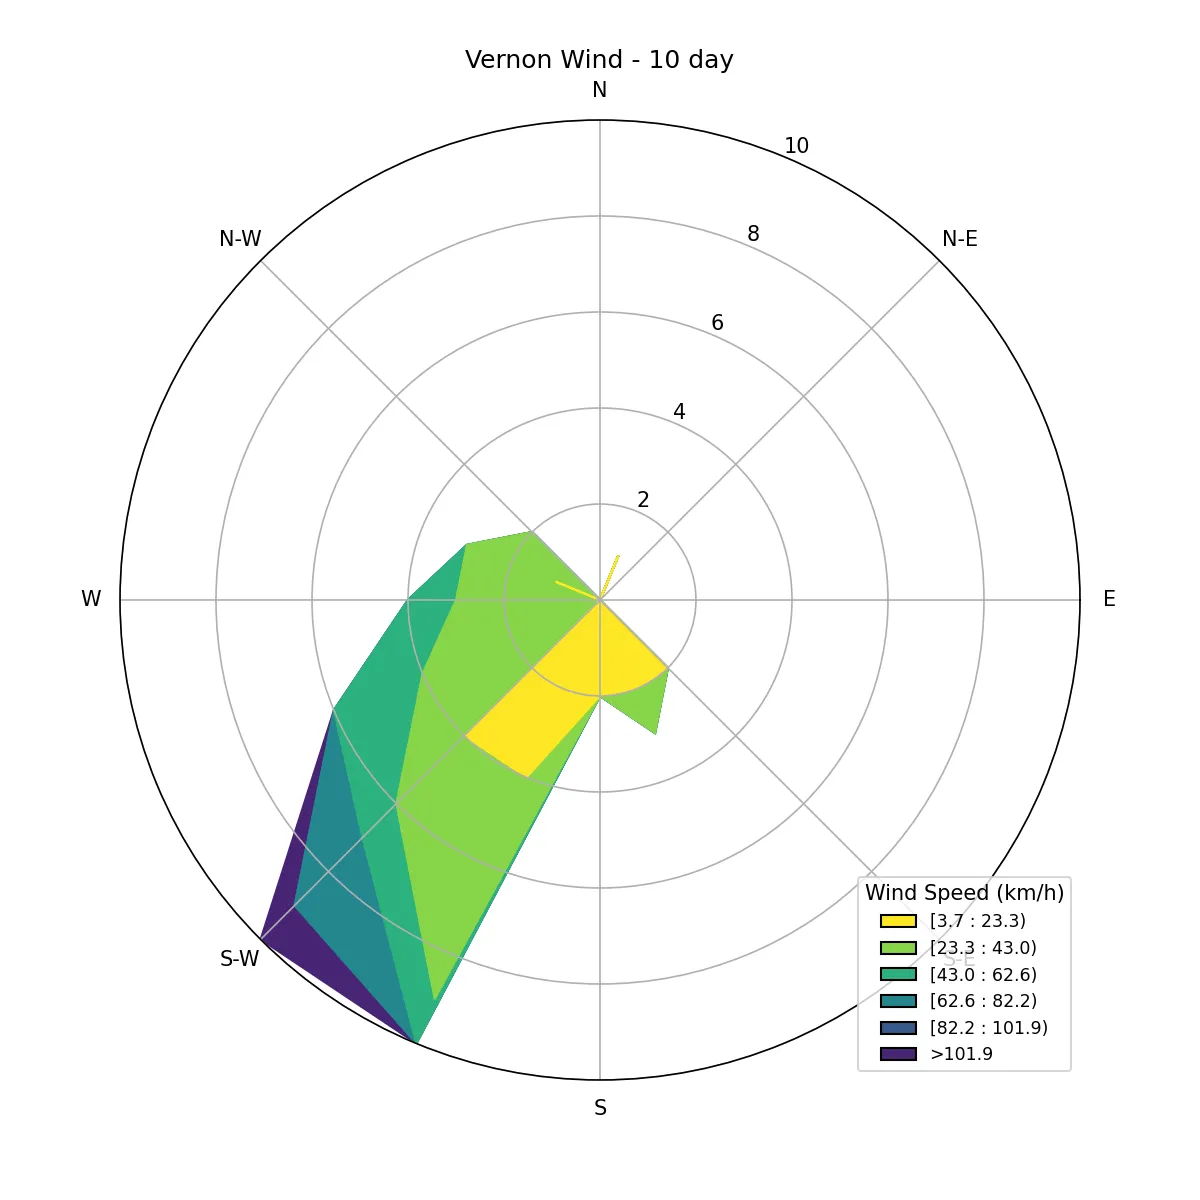 Vernon Wind - 10 day
N
10
N-W
8
N-E
6
4
2
W
E
Wind Speed (km/h)
[3.7 : 23.3)
[23.3 : 43.0)
S-W
S-E
[43.0 : 62.6)
[62.6 : 82.2)
[82.2 : 101.9)
>101.9
S